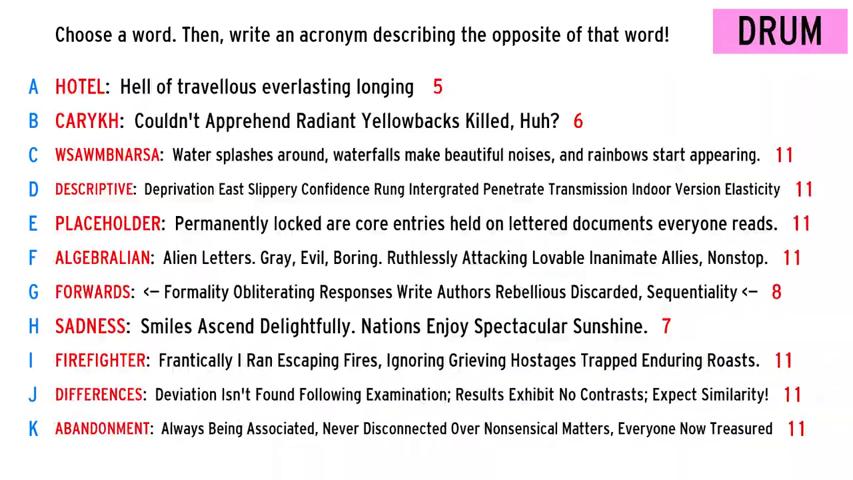 Choose a word. Then, write an acronym describing the opposite of that word!
DRUM
A HOTEL: Hell of travellous everlasting longing 5
B CARYKH: Couldn't Apprehend Radiant Yellowbacks Killed, Huh? 6
C WSAWMBNARSA: Water splashes around, waterfalls make beautiful noises, and rainbows start appearing. 11
D DESCRIPTIVE: Deprivation East Slippery Confidence Rung Intergrated Penetrate Transmission Indoor Version Elasticity 11
E PLACEHOLDER: Permanently locked are core entries held on lettered documents everyone reads. 11
F ALGEBRALIAN: Alien Letters. Gray, Evil, Boring. Ruthlessly Attacking Lovable Inanimate Allies, Nonstop. 11
G FORWARDS: <– Formality Obliterating Responses Write Authors Rebellious Discarded, Sequentiality <– 8
H SADNESS: Smiles Ascend Delightfully. Nations Enjoy Spectacular Sunshine. 7
I FIREFIGHTER: Frantically I Ran Escaping Fires, Ignoring Grieving Hostages Trapped Enduring Roasts. 11
J DIFFERENCES: Deviation Isn't Found Following Examination; Results Exhibit No Contrasts; Expect Similarity! 11
K ABANDONMENT: Always Being Associated, Never Disconnected Over Nonsensical Matters, Everyone Now Treasured 11